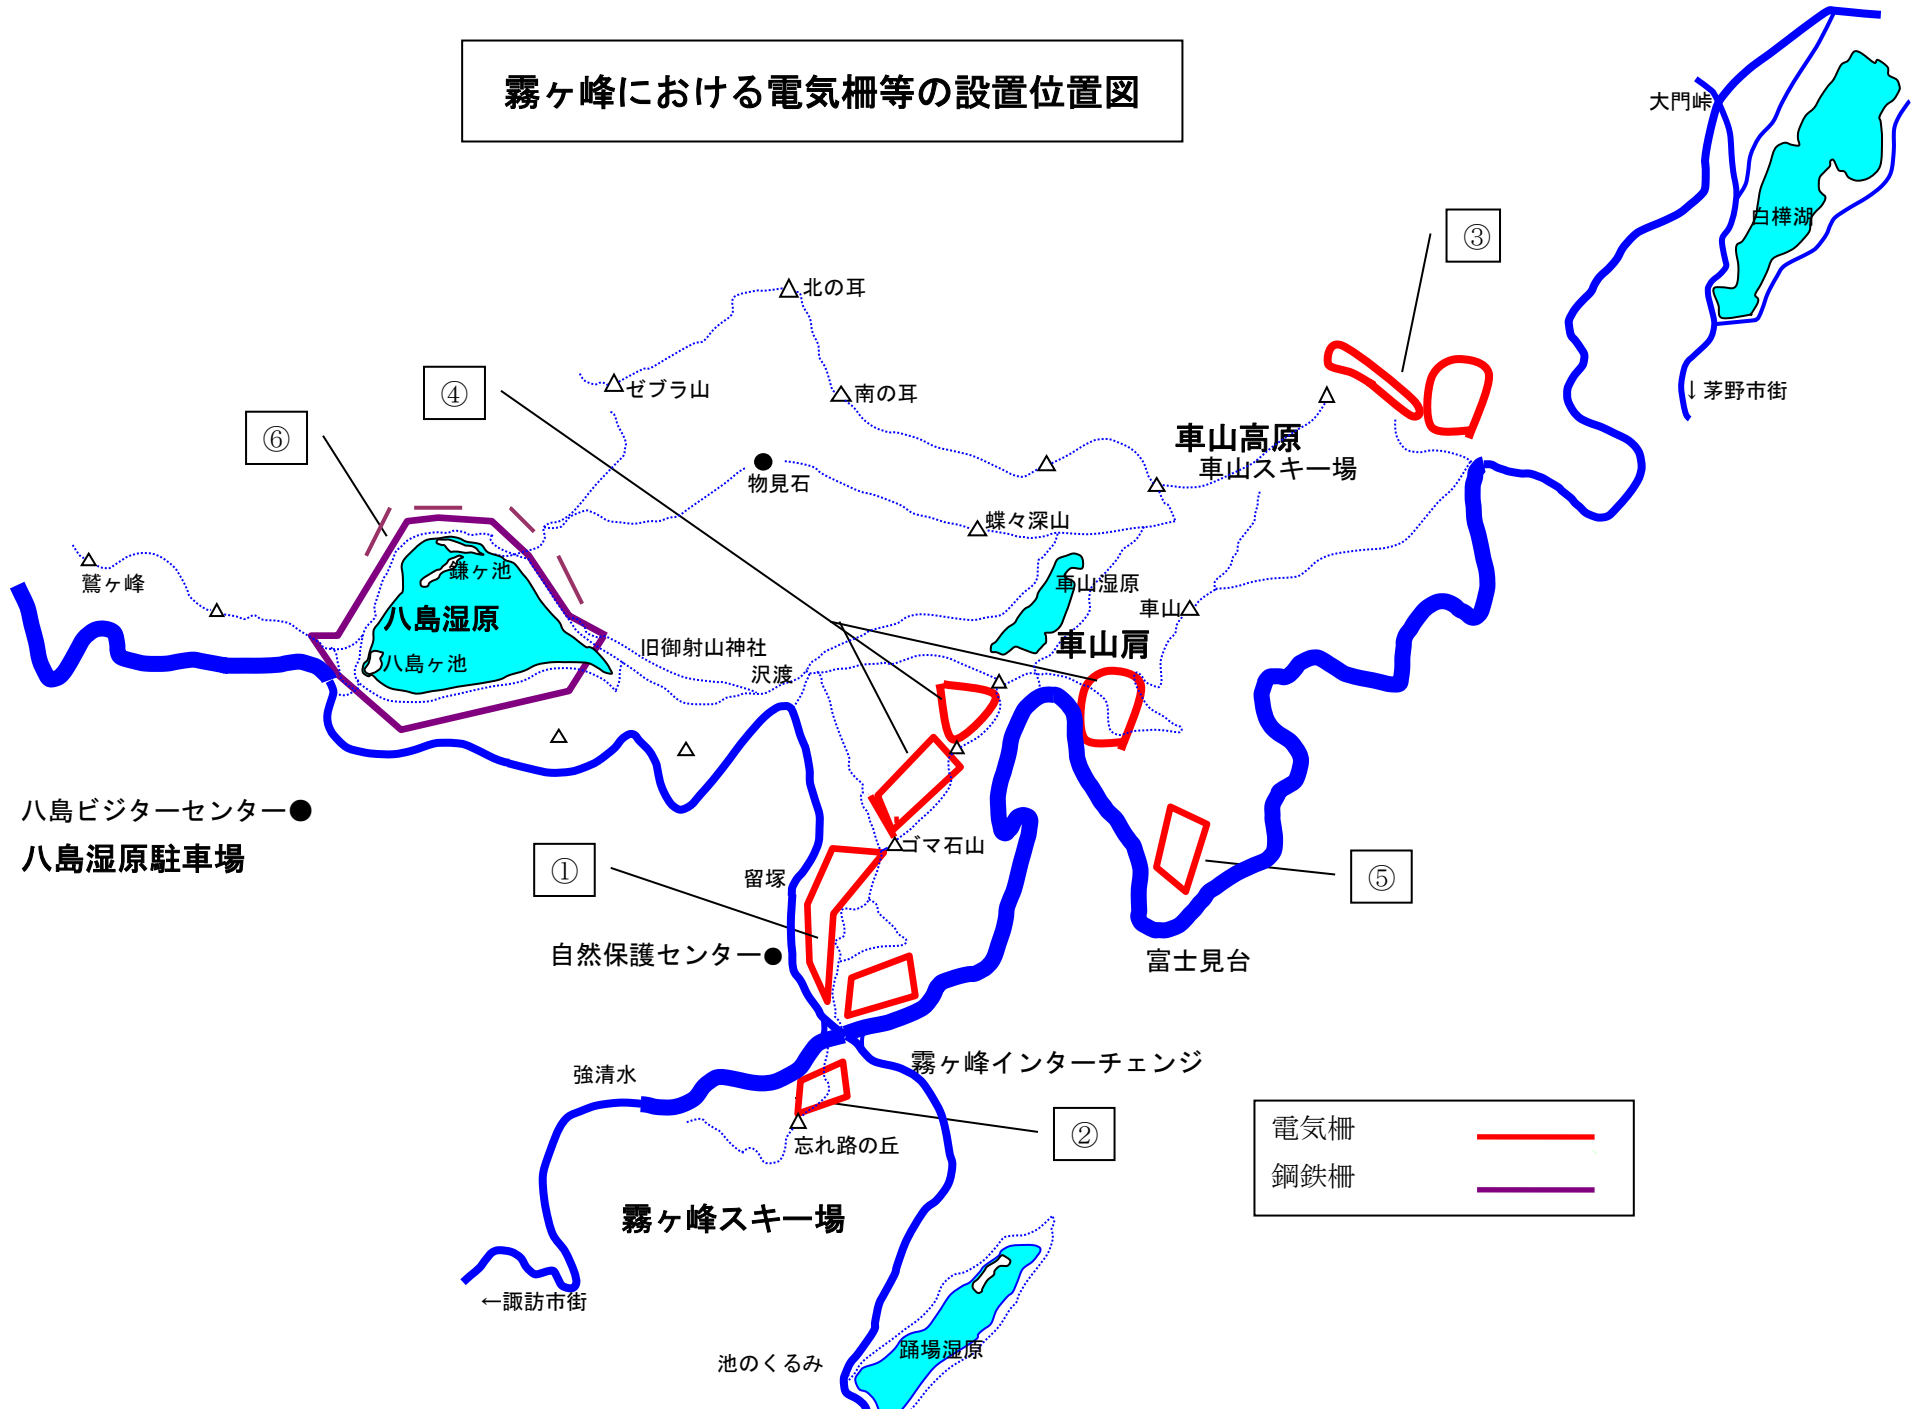 霧ヶ峰における電気柵等の設置位置図
大門峠
白樺湖
③
北の耳
④
ゼブラ山
南の耳
↓茅野市街
⑥
車山高原
車山スキー場
物見石
蝶々深山
鷲ヶ峰
鎌ヶ池
車山湿原
八島湿原
車山
旧御射山神社
車山肩
八島ヶ池
沢渡
八島ビジターセンター●
八島湿原駐車場
ゴマ石山
①
留塚
⑤
自然保護センター●
富士見台
霧ヶ峰インターチェンジ
強清水
②
忘れ路の丘
電気柵
鋼鉄柵
霧ヶ峰スキー場
←諏訪市街
踊場湿原
池のくるみ